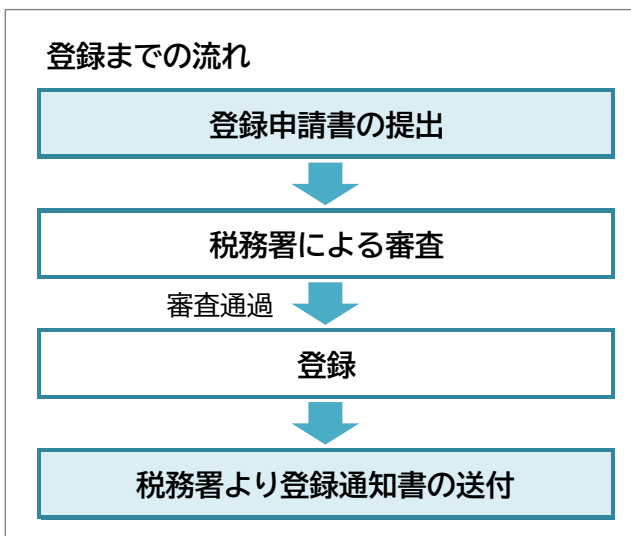 登録までの流れ
登録申請書の提出
税務署による審査
審査通過
登録
税務署より登録通知書の送付